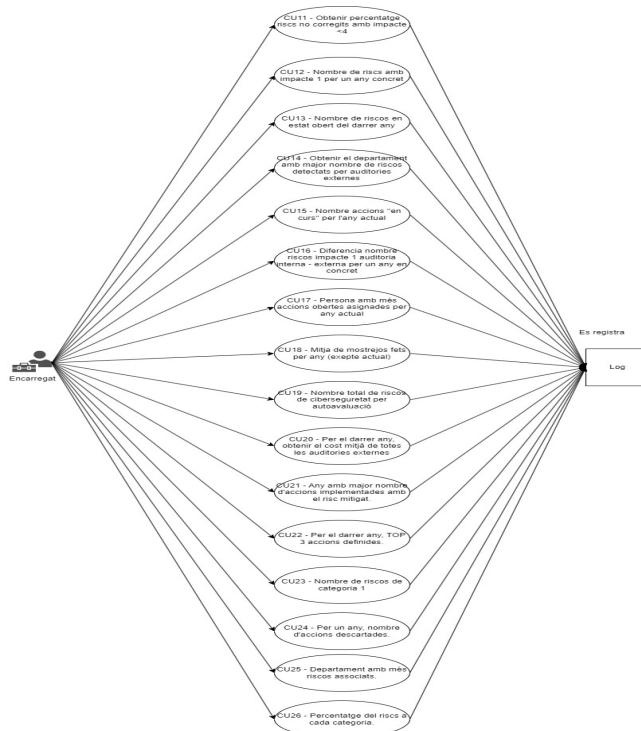 CU11 - Obtenir percentatge
riscs no corregits amb impacte
<4
CU12 - Nombre de riscs amb
impacte 1 per un any concret
CU13 - Nombre de riscos en
estat obert del darrer any
CU14 - Obtenir el departament
amb major nombre de riscos
detectats per auditories
externes
CU15 - Nombre accions "en
curs" per l'any actual
CU16 - Diferencia nombre
riscos impacte 1 auditoria
interna - externa per un any en
concret
CU17 - Persona amb mès
accions obertes asignades per
any actual
Es registra
CU18 - Mitja de mostrejos fets
per any (exepte actual)
Log
Encarregat
CU19 - Nombre total de riscos
de ciberseguretat per
autoavaluació
CU20 - Per el darrer any,
obtenir el cost mitjà de totes
les auditories externes
CU21 - Any amb major nombre
d'accions implementades amb
el risc mitigat.
CU22 - Per el darrer any, TOP
3 accions definides.
CU23 - Nombre de riscos de
categoria 1
CU24 - Per un any, nombre
d'accions descartades.
CU25 - Departament amb mès
riscos associats.
CU26 - Percentatge del riscs a
cada categoria.